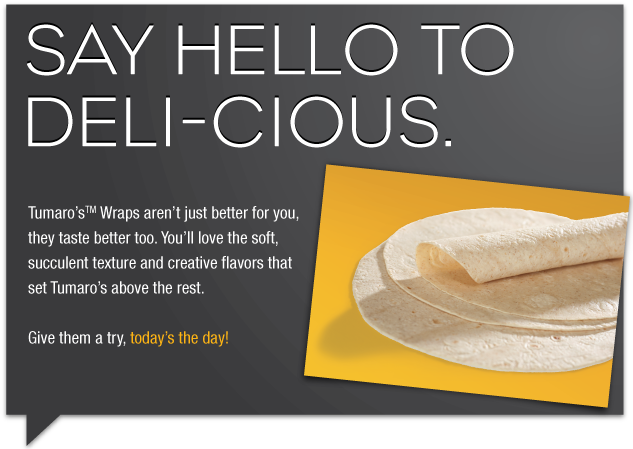 SAY HELLO TO
DELI-CIOUS.
Tumaro's™ Wraps aren't just better for you,
they taste better too. You'll love the soft,
succulent texture and creative flavors that
set Tumaro's above the rest.
Give them a try, today's the day!